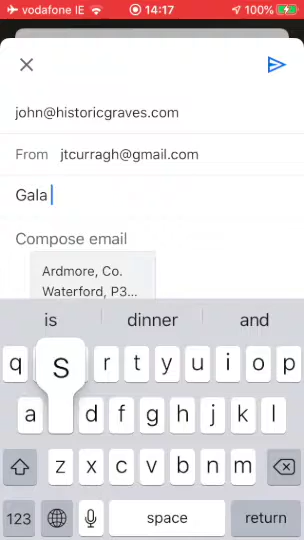 vodafone IE 14:17 100%
john@historicgraves.com
From jtcurragh@gmail.com
Gala
Compose email
Ardmore, Co.
Waterford, P3...
is dinner and
q s r t y u i o p
a d f g h j k l
z x c v b n m
123 space return